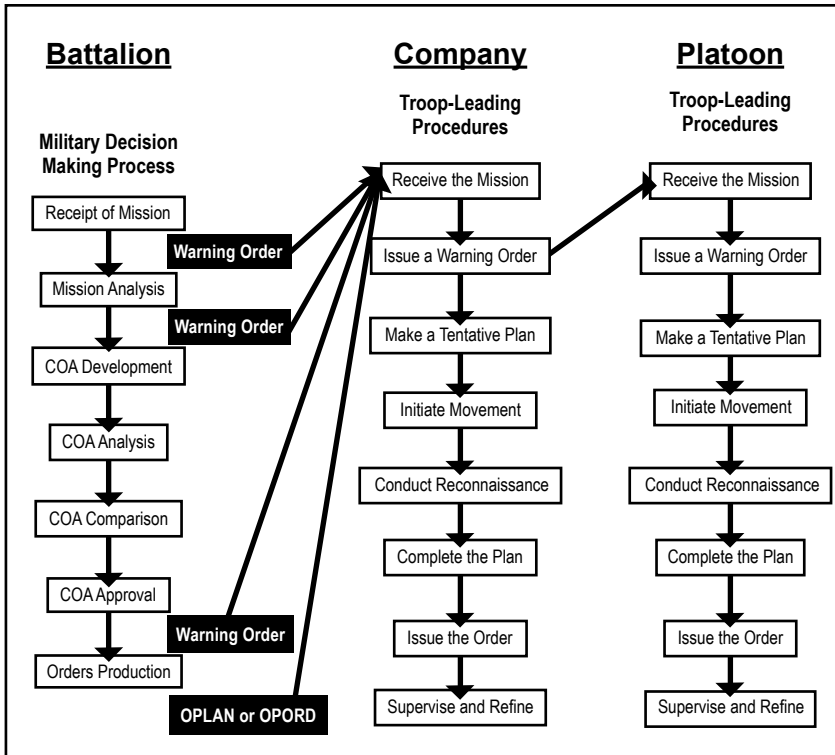 Battalion
Military Decision
Making Process
Receipt of Mission
Mission Analysis
COA Development
COA Analysis
COA Comparison
COA Approval
Orders Production
Warning Order
Warning Order
Warning Order
OPLAN or OPORD
Company
Troop-Leading
Procedures
Receive the Mission
Issue a Warning Order
Make a Tentative Plan
Initiate Movement
Conduct Reconnaissance
Complete the Plan
Issue the Order
Supervise and Refine
Platoon
Troop-Leading
Procedures
Receive the Mission
Issue a Warning Order
Make a Tentative Plan
Initiate Movement
Conduct Reconnaissance
Complete the Plan
Issue the Order
Supervise and Refine